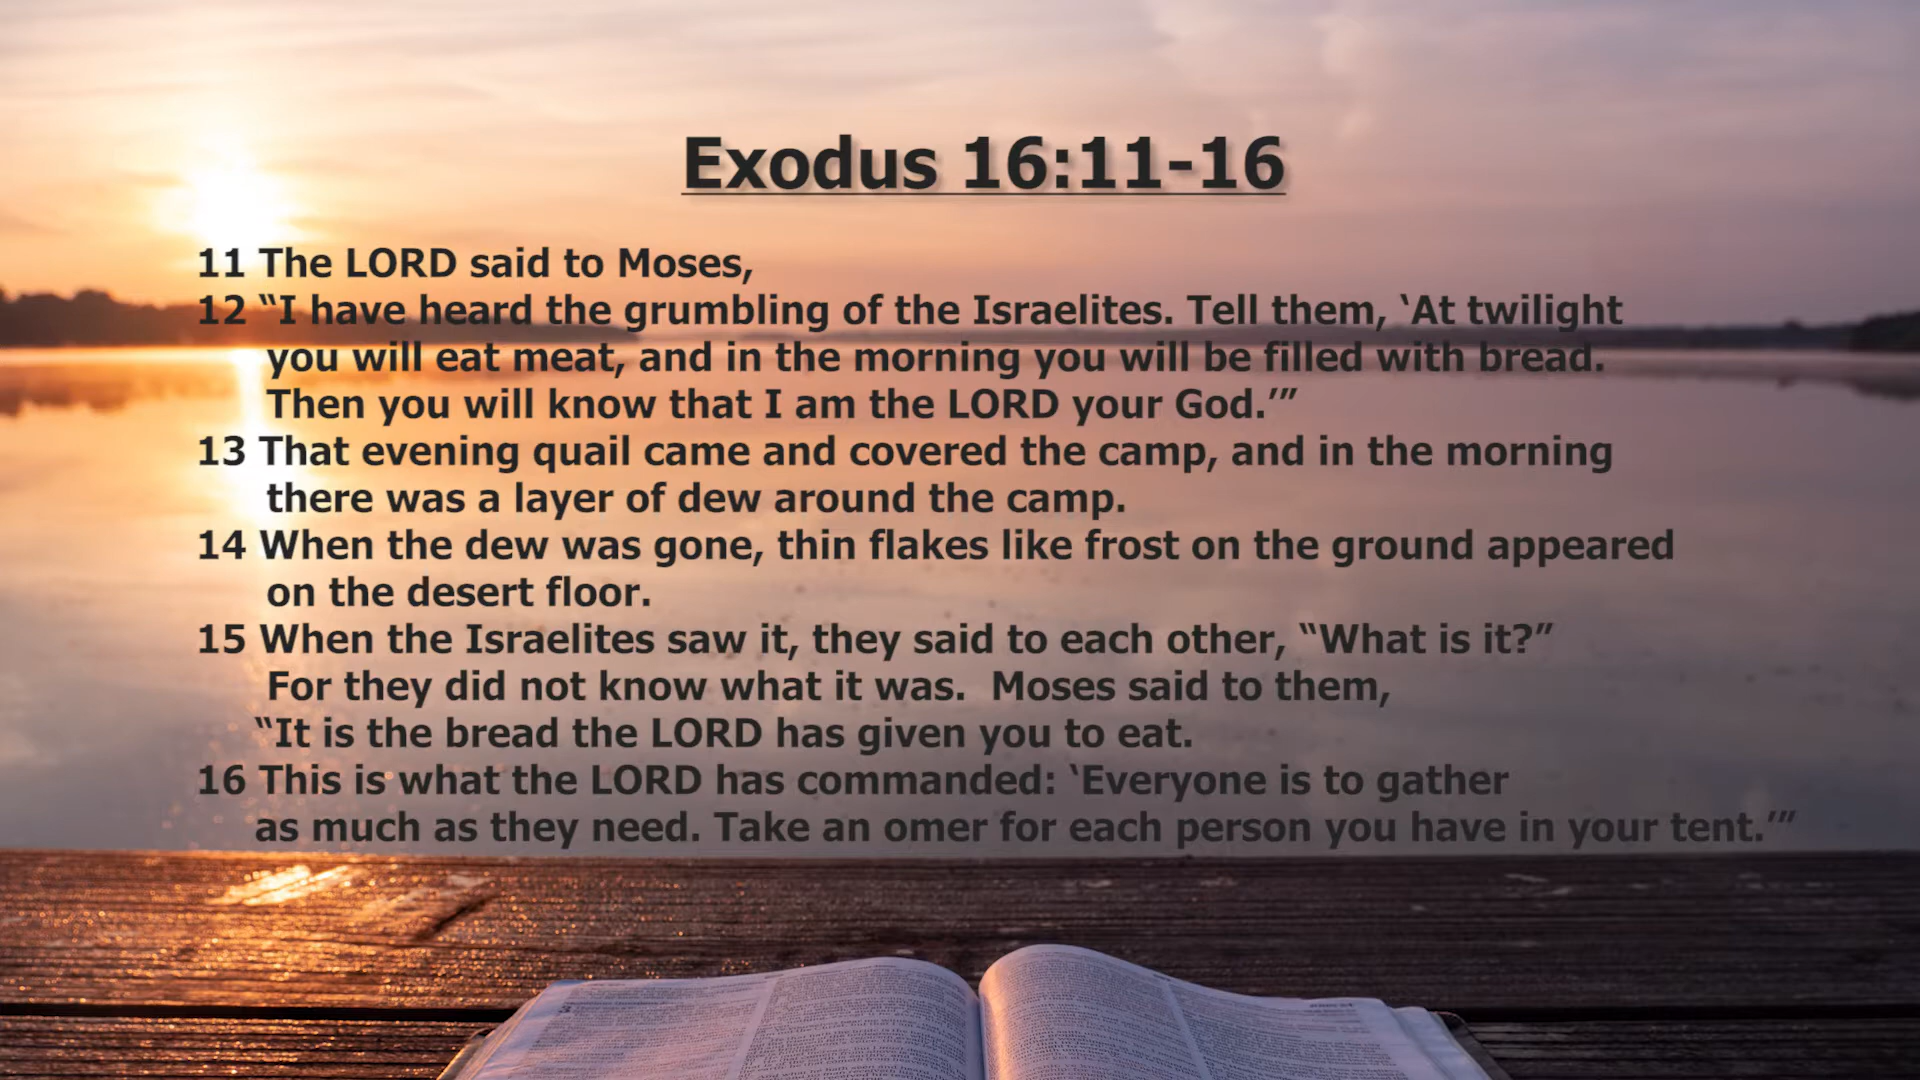 Exodus 16:11-16
11 The LORD said to Moses,
12 “I have heard the grumbling of the Israelites. Tell them, ‘At twilight
you will eat meat, and in the morning you will be filled with bread.
Then you will know that I am the LORD your God.’”
13 That evening quail came and covered the camp, and in the morning
there was a layer of dew around the camp.
14 When the dew was gone, thin flakes like frost on the ground appeared
on the desert floor.
15 When the Israelites saw it, they said to each other, “What is it?”
For they did not know what it was.  Moses said to them,
“It is the bread the LORD has given you to eat.
16 This is what the LORD has commanded: ‘Everyone is to gather
as much as they need. Take an omer for each person you have in your tent.’”